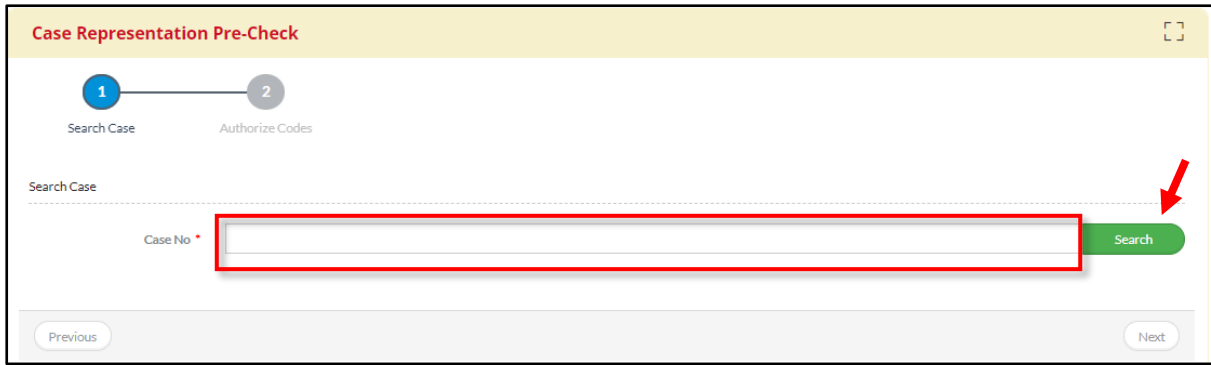 Case Representation Pre-Check
1 2
Search Case Authorize Codes
Search Case
Case No * Search
Previous Next